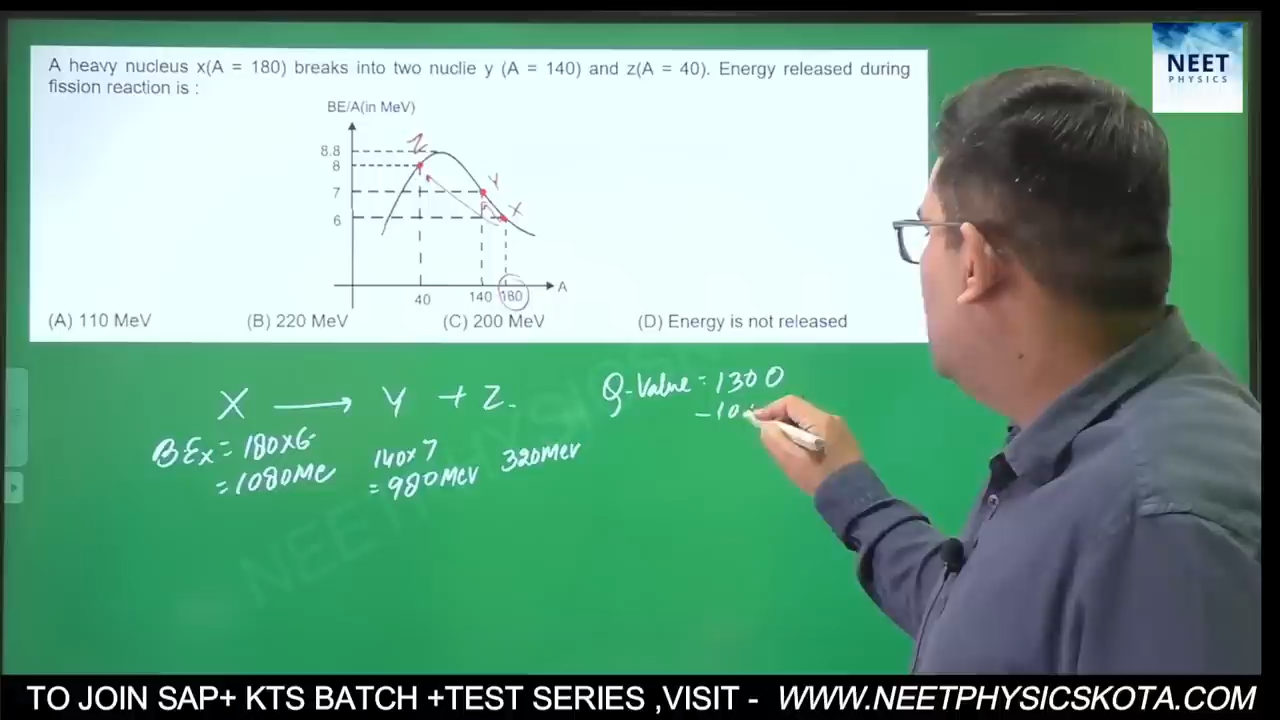 A heavy nucleus x(A = 180) breaks into two nuclie y (A = 140) and z(A = 40). Energy released during
fission reaction is :
BE/A(in MeV)
8.8
8
7
6
Z
Y
X
A
40 140 180
(A) 110 MeV (B) 220 MeV (C) 200 MeV (D) Energy is not released
X → Y + Z.
BEx = 180×6
= 1080Me
140×7
= 980MeV
320MeV
Q-Value = 1300
-10
NEET
PHYSICS
TO JOIN SAP+ KTS BATCH +TEST SERIES ,VISIT - WWW.NEETPHYSICSKOTA.COM